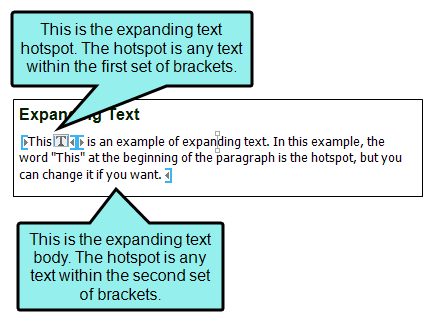 This is the expanding text
hotspot. The hotspot is any text
within the first set of brackets.
Expanding Text
This T is an example of expanding text. In this example, the
word "This" at the beginning of the paragraph is the hotspot, but you
can change it if you want.
This is the expanding text
body. The hotspot is any
text within the second set
of brackets.